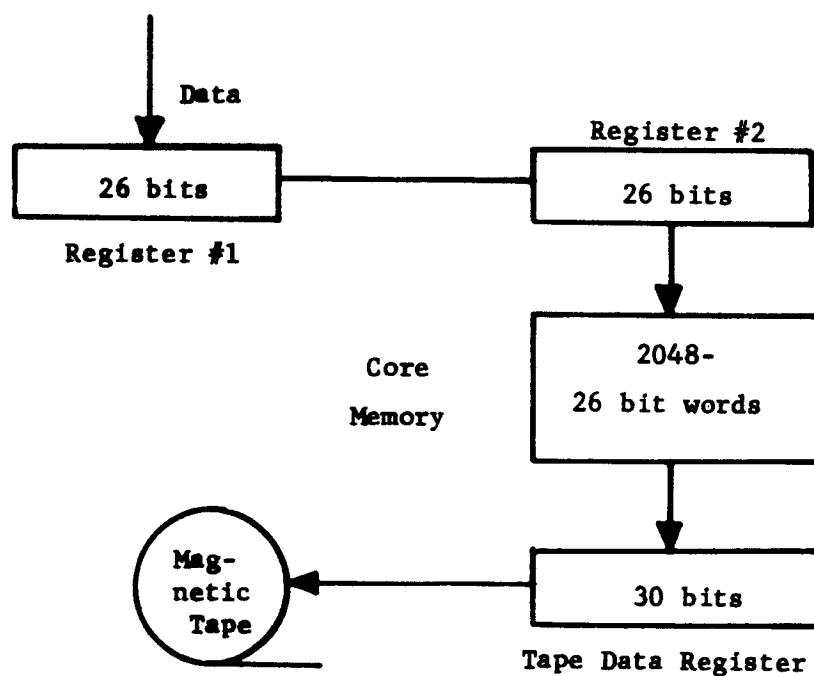 Data
26 bits
Register #1
Register #2
26 bits
2048-
26 bit words
Core
Memory
Mag-
netic
Tape
30 bits
Tape Data Register